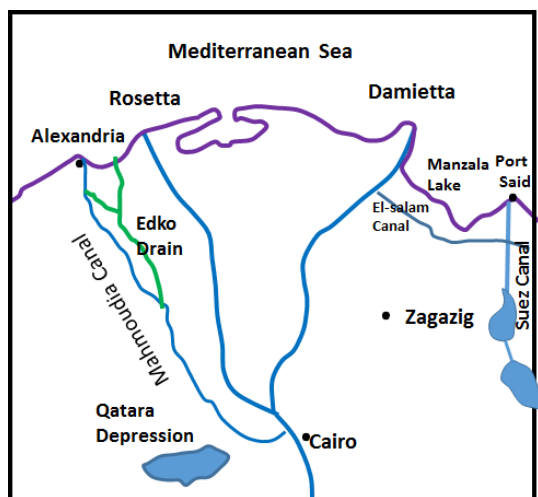 Mediterranean Sea
Rosetta
Damietta
Alexandria
Manzala
Lake
Port
Said
El-salam
Canal
Edko
Drain
Mahmoudia Canal
Suez Canal
Zagazig
Qatara
Depression
Cairo